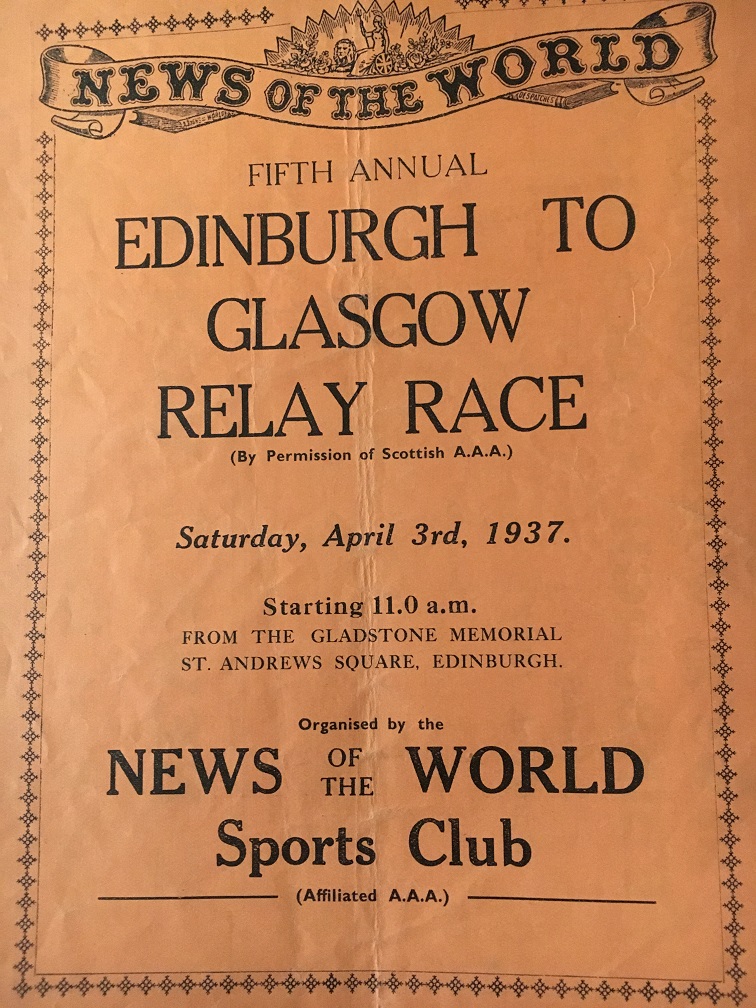 NEWS OF THE WORLD
FIFTH ANNUAL
EDINBURGH TO
GLASGOW
RELAY RACE
(By Permission of Scottish A.A.A.)
Saturday, April 3rd, 1937.
Starting 11.0 a.m.
FROM THE GLADSTONE MEMORIAL
ST. ANDREWS SQUARE, EDINBURGH.
Organised by the
NEWS OF THE WORLD
Sports Club
(Affiliated A.A.A.)